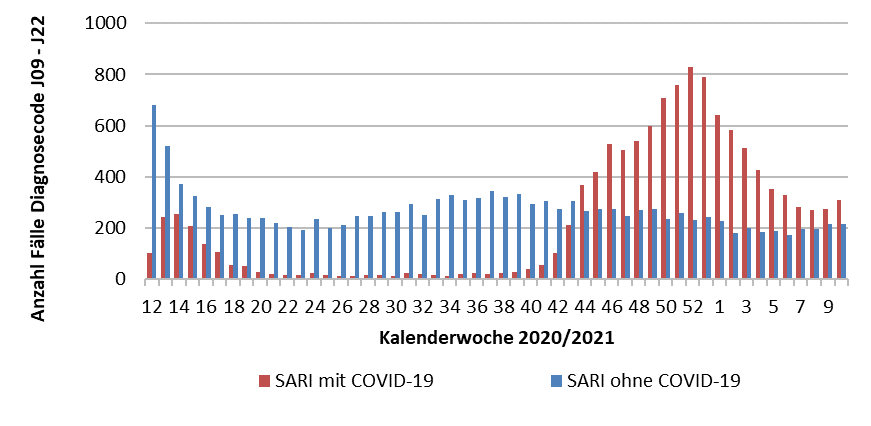 Anzahl Fälle Diagnosecode J09 - J22
1000
800
600
400
200
0
12 14 16 18 20 22 24 26 28 30 32 34 36 38 40 42 44 46 48 50 52 1 3 5 7 9
Kalenderwoche 2020/2021
SARI mit COVID-19 SARI ohne COVID-19